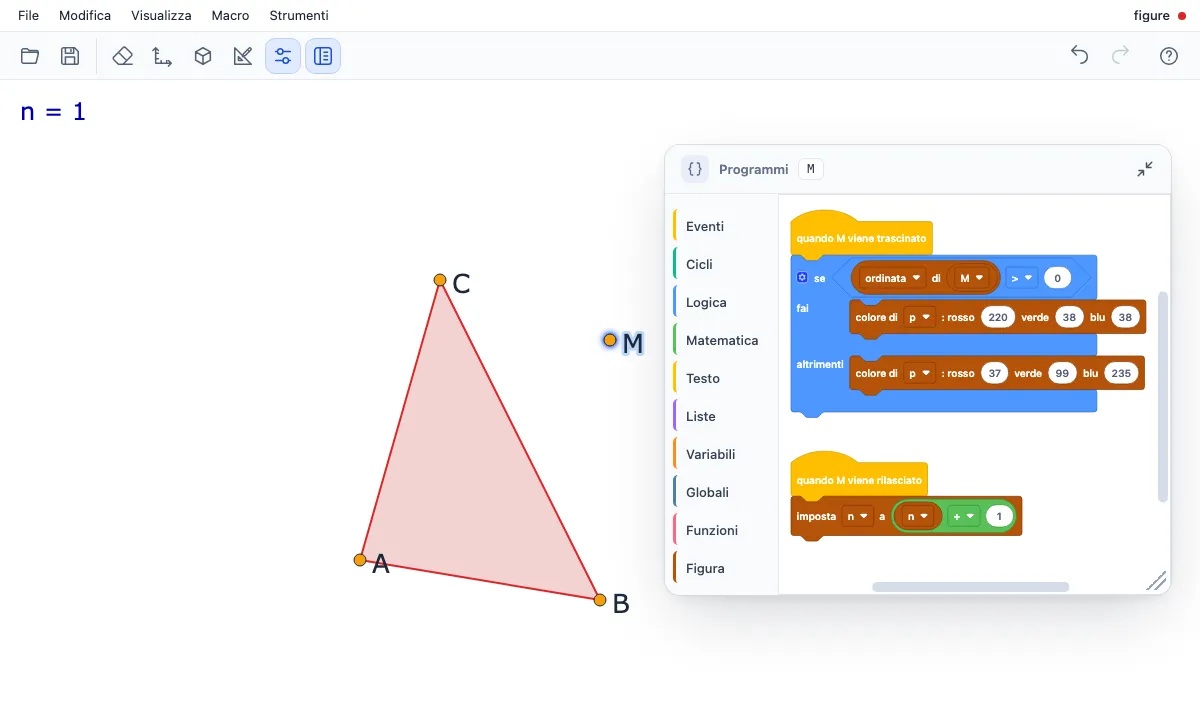 File Modifica Visualizza Macro Strumenti figure
n = 1
{} Programmi M
Eventi
Cicli
Logica
Matematica
Testo
Liste
Variabili
Globali
Funzioni
Figura
quando M viene trascinato
se ordinata di M > 0
fai colore di p : rosso 220 verde 38 blu 38
altrimenti colore di p : rosso 37 verde 99 blu 235
quando M viene rilasciato
imposta n a n + 1
C
M
A
B